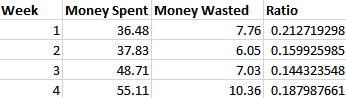 Week Money Spent Money Wasted Ratio
1 36.48 7.76 0.212719298
2 37.83 6.05 0.159925985
3 48.71 7.03 0.144323548
4 55.11 10.36 0.187987661